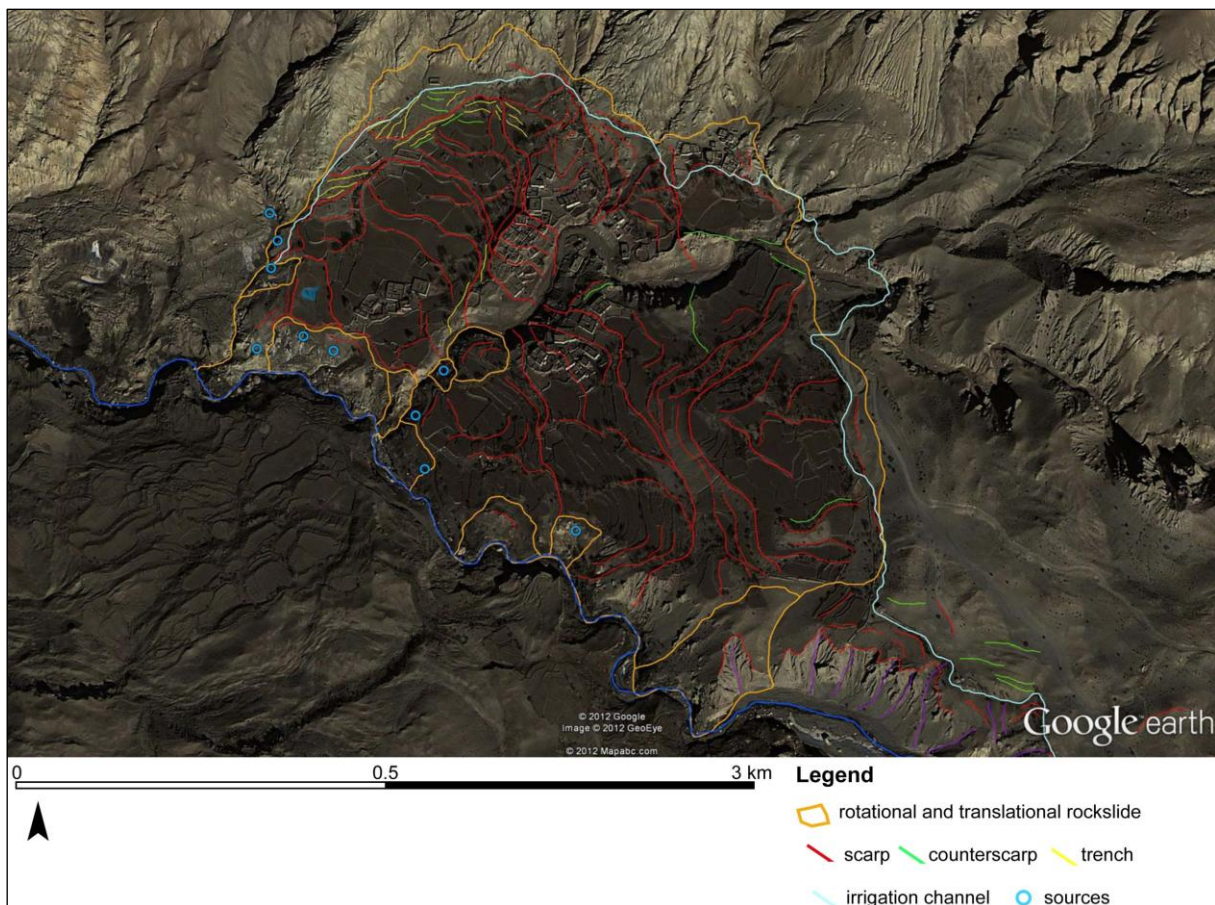 © 2012 Google
Image © 2012 GeoEye
© 2012 Mapabc.com
Google earth
0 0.5 3 km
Legend
rotational and translational rockslide
scarp counterscarp trench
irrigation channel sources